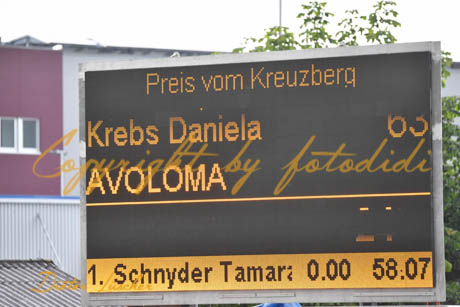 Preis vom Kreuzberg
Krebs Daniela 63
Copyright by fotodidi
AVOLOMA
1. Schnyder Tamara 0.00 58.07